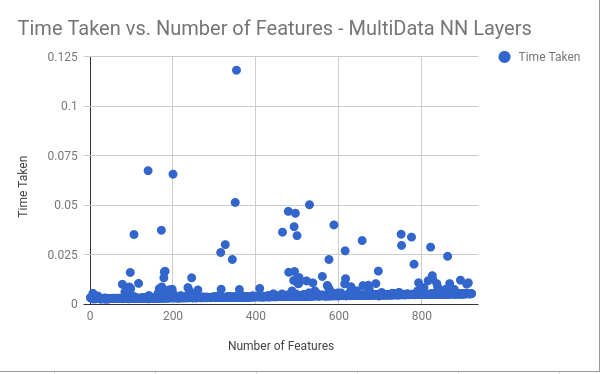 Time Taken vs. Number of Features - MultiData NN Layers
Time Taken
0.125
0.1
0.075
0.05
0.025
0
Time Taken
0 200 400 600 800
Number of Features